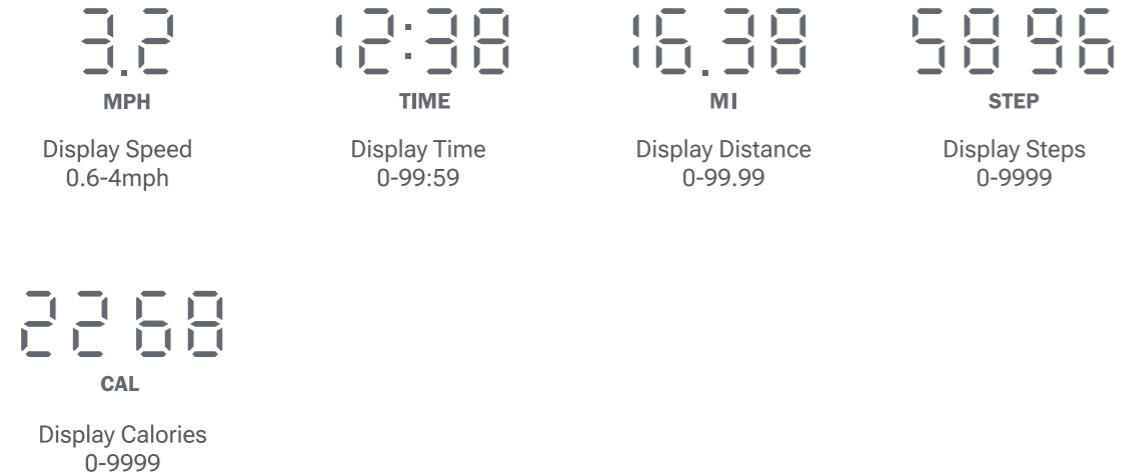 3.2
MPH
Display Speed
0.6-4mph
12:38
TIME
Display Time
0-99:59
16.38
MI
Display Distance
0-99.99
5896
STEP
Display Steps
0-9999
2268
CAL
Display Calories
0-9999